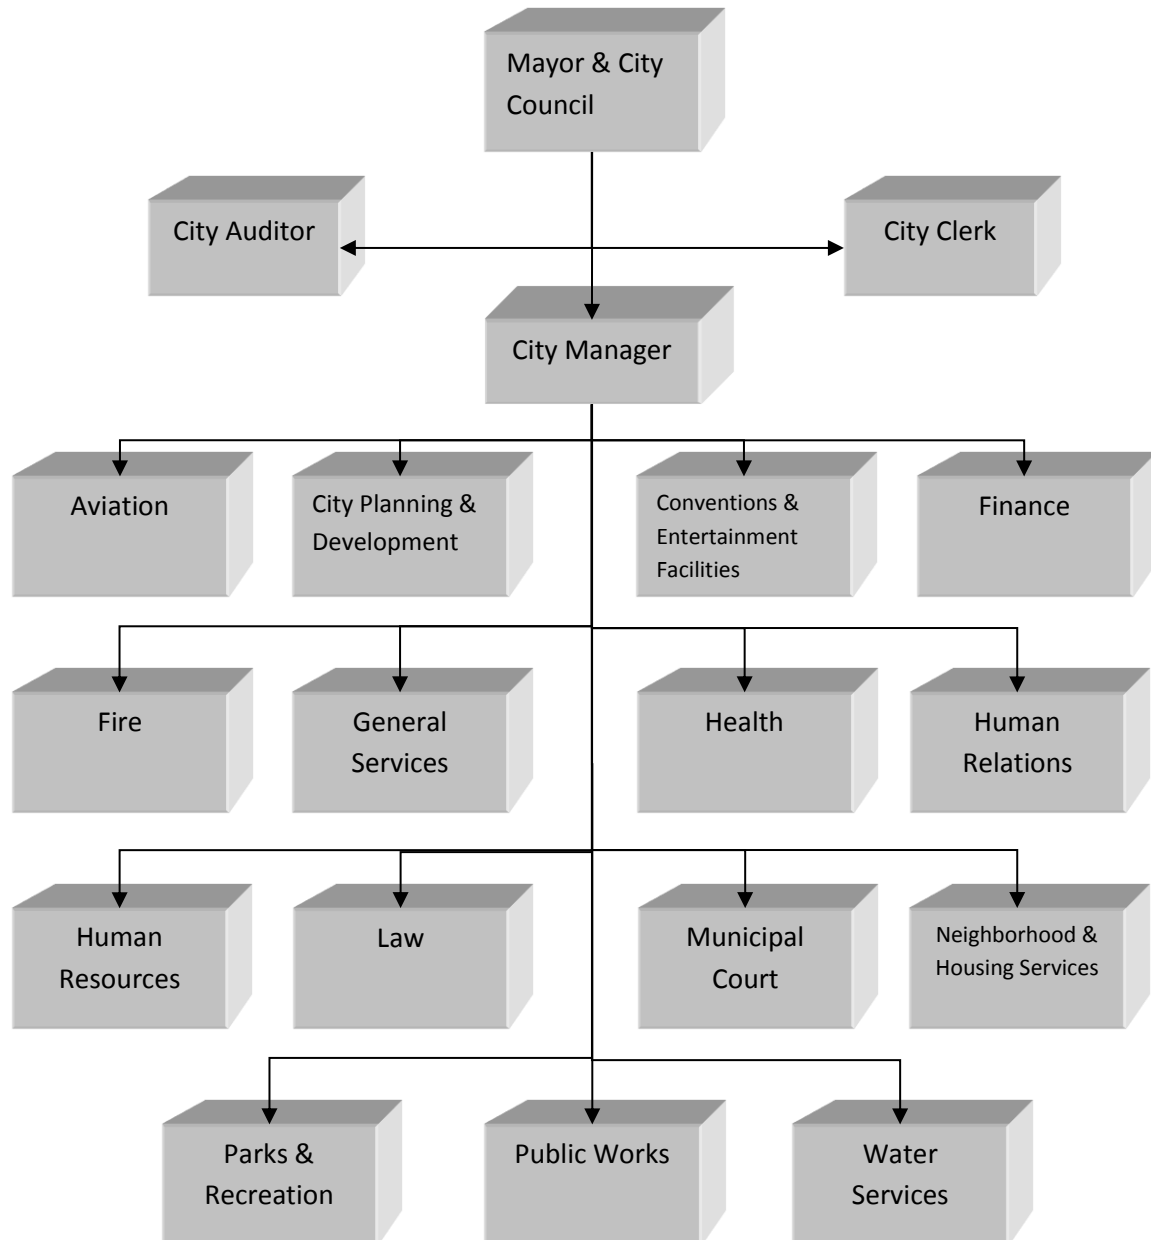 Mayor & City
Council
City Auditor
City Clerk
City Manager
Aviation
City Planning &
Development
Conventions &
Entertainment
Facilities
Finance
Fire
General
Services
Health
Human
Relations
Human
Resources
Law
Municipal
Court
Neighborhood &
Housing Services
Parks &
Recreation
Public Works
Water
Services